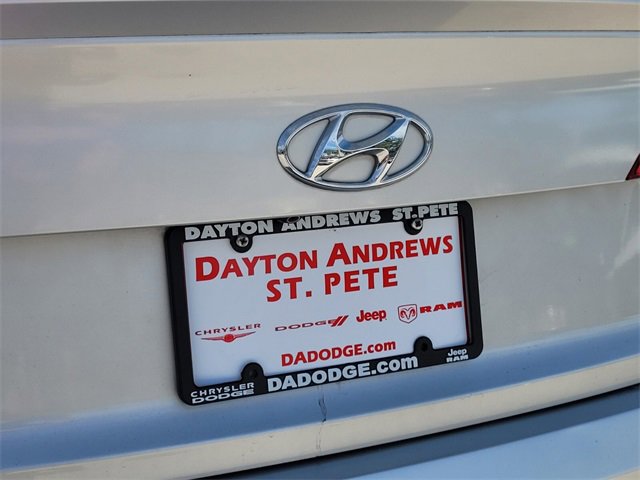 DAYTON ANDREWS ST.PETE
DAYTON ANDREWS
ST. PETE
CHRYSLER DODGE Jeep RAM
DADODGE.com
CHRYSLER DODGE DADODGE.com Jeep RAM